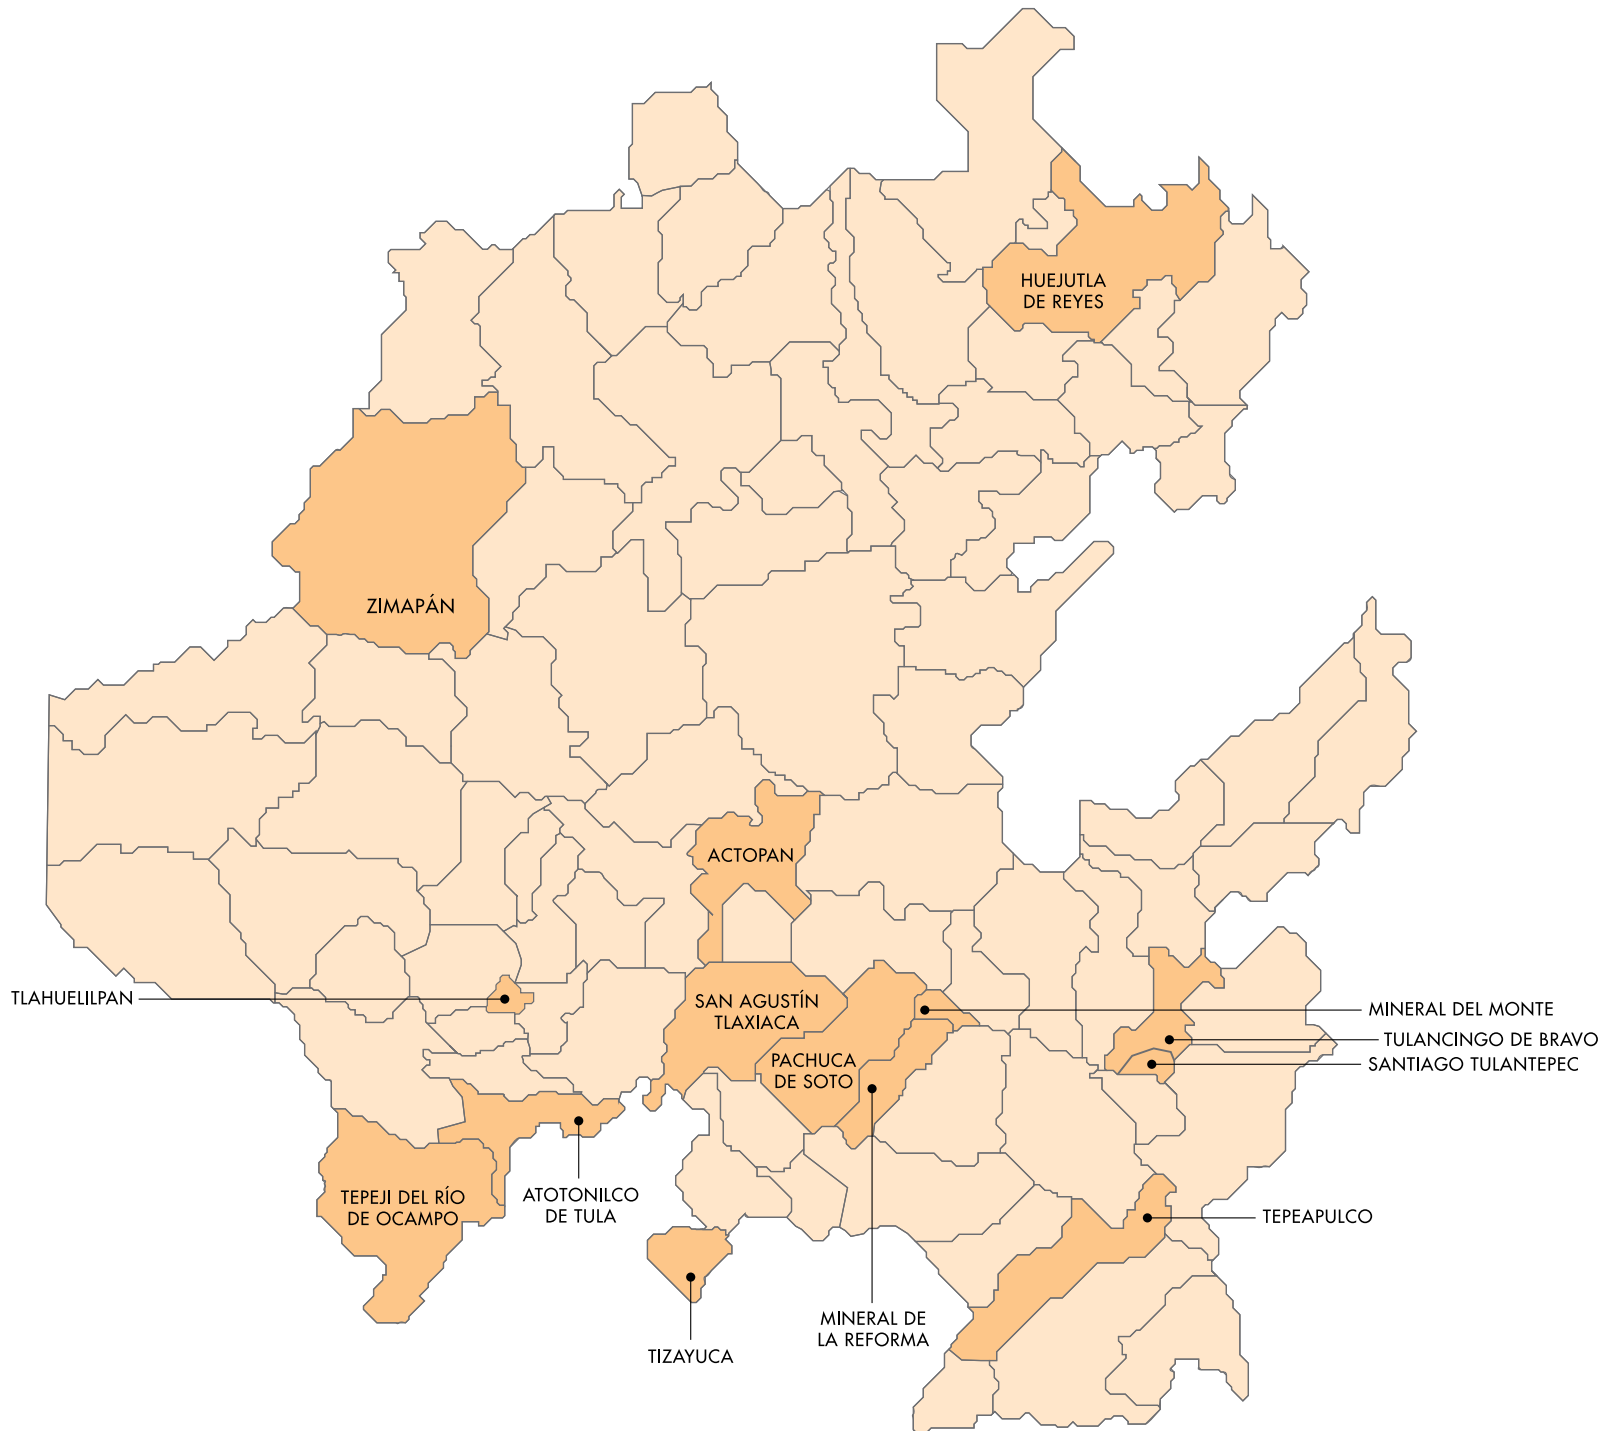 HUEJUTLA
DE REYES
ZIMAPÁN
ACTOPAN
TLAHUELILPAN
SAN AGUSTÍN
TLAXIACA
MINERAL DEL MONTE
TULANCINGO DE BRAVO
SANTIAGO TULANTEPEC
PACHUCA
DE SOTO
TEPEJI DEL RÍO
DE OCAMPO
ATOTONILCO
DE TULA
TEPEAPULCO
MINERAL DE
LA REFORMA
TIZAYUCA